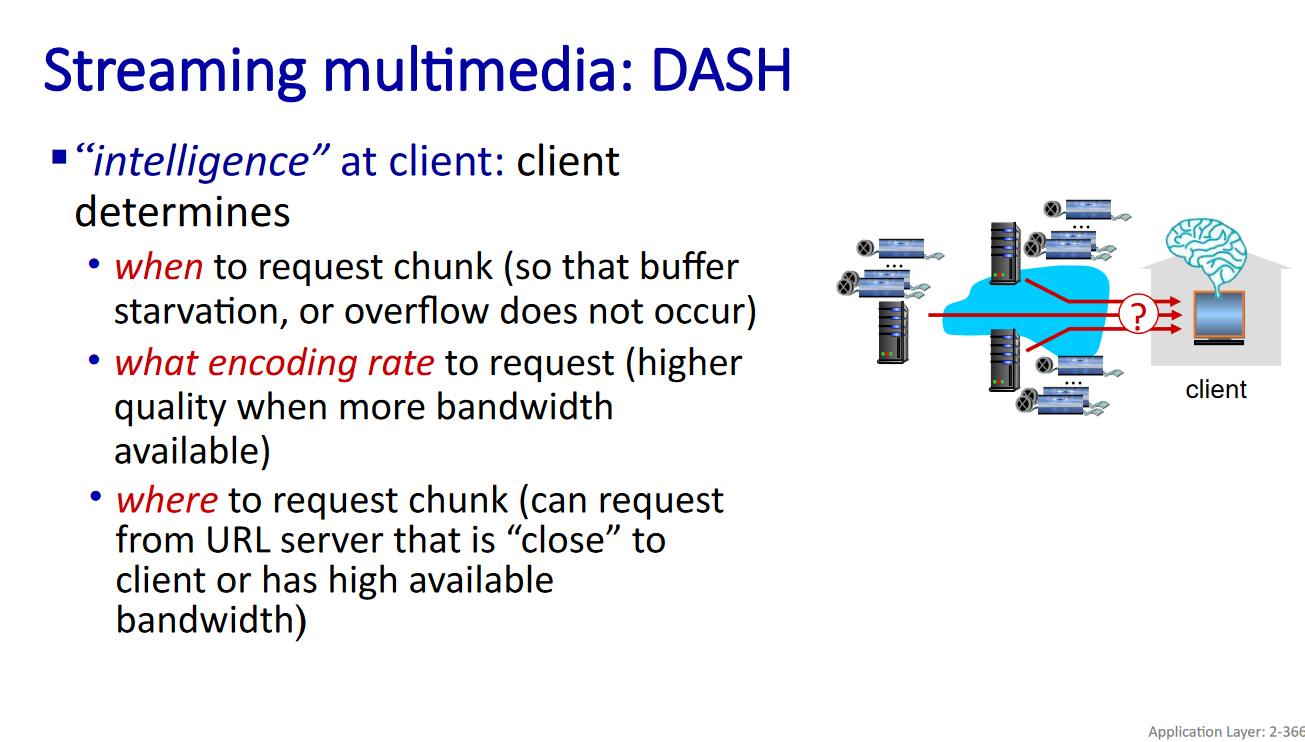 Streaming multimedia: DASH
▪ “intelligence” at client: client
determines
• when to request chunk (so that buffer
starvation, or overflow does not occur)
• what encoding rate to request (higher
quality when more bandwidth
available)
• where to request chunk (can request
from URL server that is “close” to
client or has high available
bandwidth)
...
...
...
?
client
Application Layer: 2-366